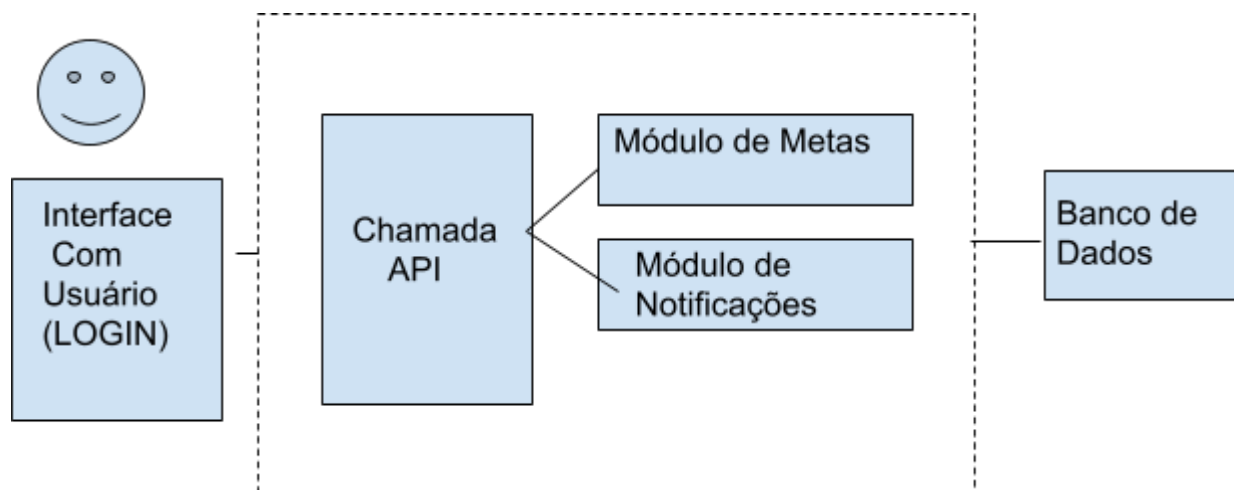 Interface
Com
Usuário
(LOGIN)
Chamada
API
Módulo de Metas
Módulo de
Notificações
Banco de
Dados